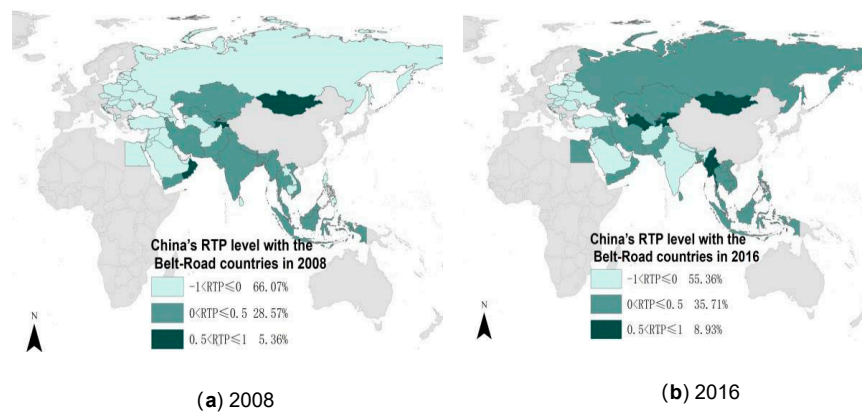 China's RTP level with the
Belt-Road countries in 2008
-1<RTP≤0 66.07%
0<RTP≤0.5 28.57%
0.5<RTP≤1 5.36%
N
(a) 2008
China's RTP level with the
Belt-Road countries in 2016
-1<RTP≤0 55.36%
0<RTP≤0.5 35.71%
0.5<RTP≤1 8.93%
N
(b) 2016